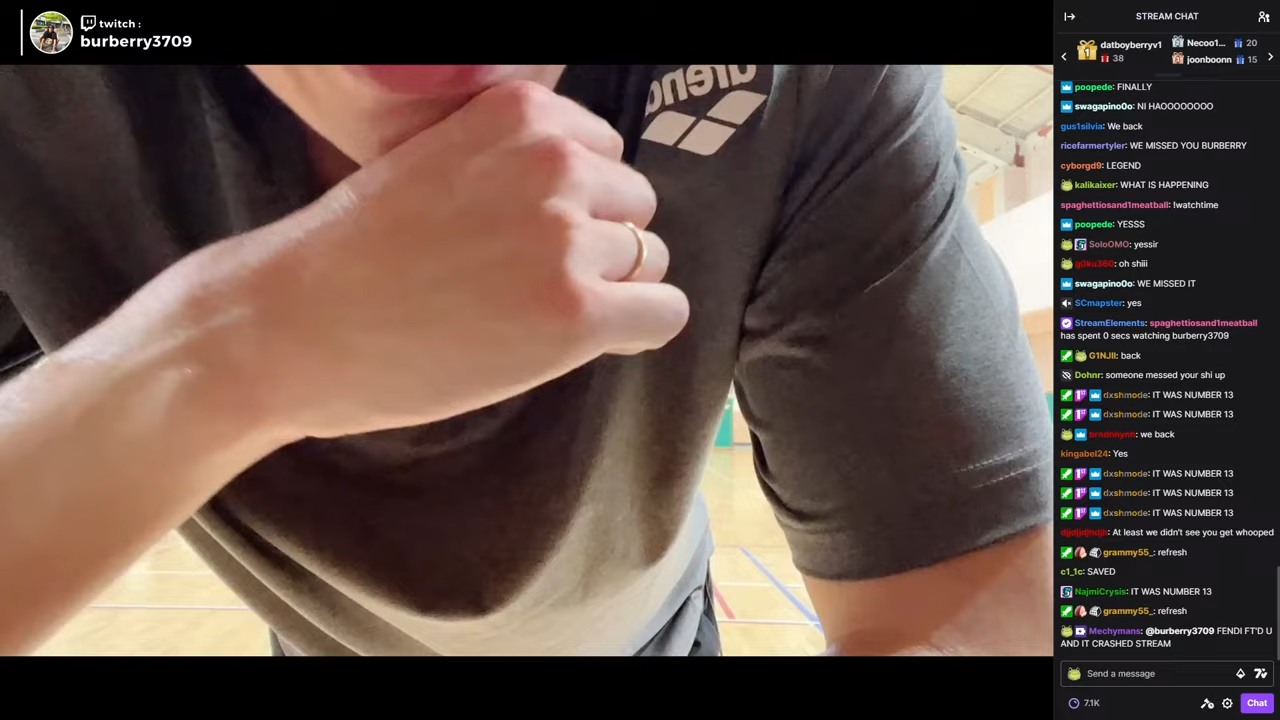 twitch :
burberry3709
arena
STREAM CHAT
datboyberryv1
38
Necoo1... 20
joonboonn 15
poopede: FINALLY
swagapino0o: NI HAOOOOOOOO
gus1silvia: We back
ricefarmertyler: WE MISSED YOU BURBERRY
cyborgd9: LEGEND
kalikaixer: WHAT IS HAPPENING
spaghettiosand1meatball: !watchtime
poopede: YESSS
SoloOMO: yessir
g0ku360: oh shiii
swagapino0o: WE MISSED IT
SCmapster: yes
StreamElements: spaghettiosand1meatball
has spent 0 secs watching burberry3709
G1NJII: back
Dohnr: someone messed your shi up
dxshmode: IT WAS NUMBER 13
dxshmode: IT WAS NUMBER 13
we back
kingabel24: Yes
dxshmode: IT WAS NUMBER 13
dxshmode: IT WAS NUMBER 13
dxshmode: IT WAS NUMBER 13
At least we didn't see you get whooped
grammy55_: refresh
c1_1c: SAVED
NajmiCrysis: IT WAS NUMBER 13
grammy55_: refresh
Mechymans: @burberry3709 FENDI FT'D U
AND IT CRASHED STREAM
Send a message
7.1K
Chat